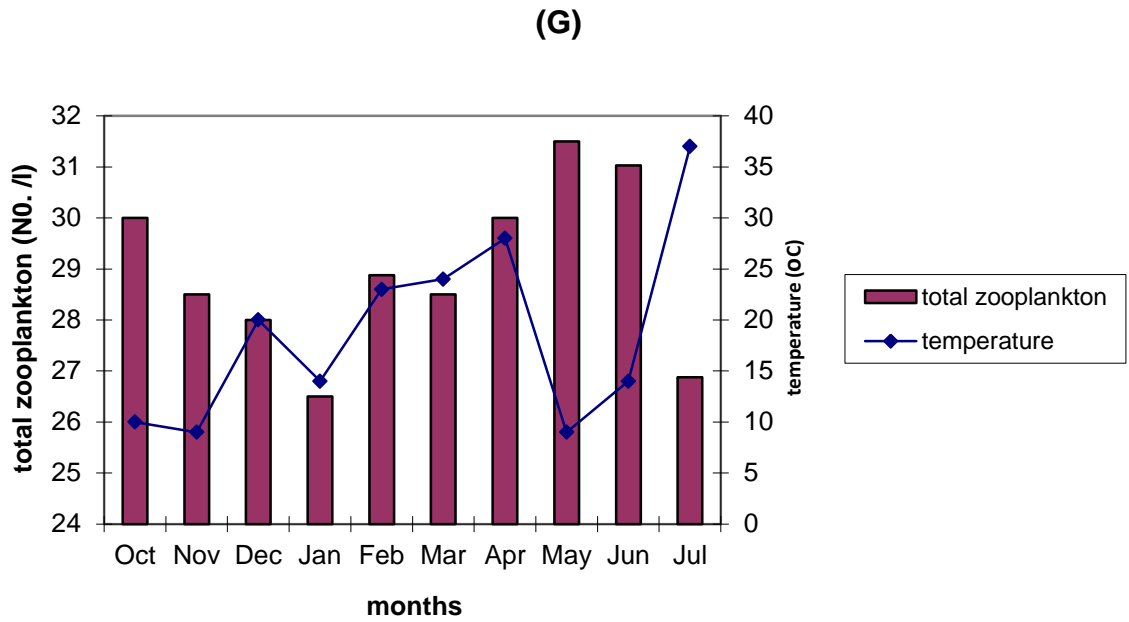 (G)
total zooplankton (N0. /l)
32
31
30
29
28
27
26
25
24
40
35
30
25
20
15
10
5
0
temperature (OC)
Oct Nov Dec Jan Feb Mar Apr May Jun Jul
months
total zooplankton
temperature